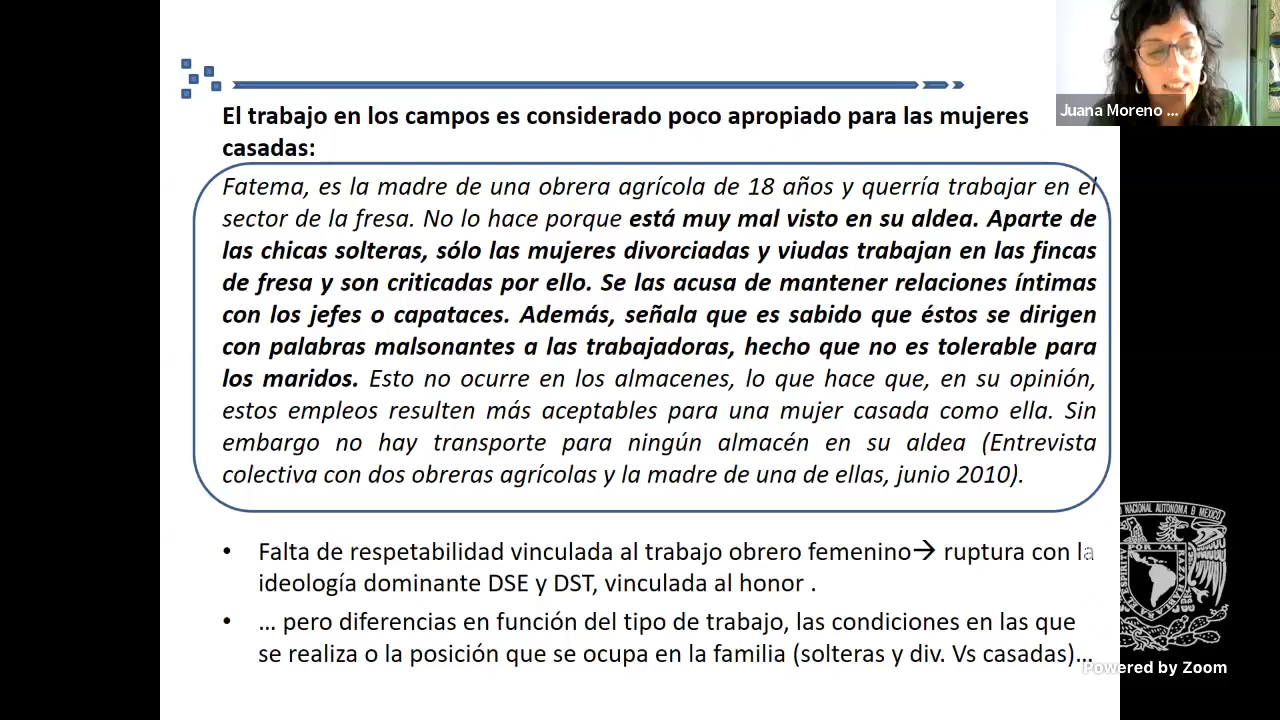 El trabajo en los campos es considerado poco apropiado para las mujeres
casadas:
Fatema, es la madre de una obrera agrícola de 18 años y querría trabajar en el
sector de la fresa. No lo hace porque está muy mal visto en su aldea. Aparte de
las chicas solteras, sólo las mujeres divorciadas y viudas trabajan en las fincas
de fresa y son criticadas por ello. Se las acusa de mantener relaciones íntimas
con los jefes o capataces. Además, señala que es sabido que éstos se dirigen
con palabras malsonantes a las trabajadoras, hecho que no es tolerable para
los maridos. Esto no ocurre en los almacenes, lo que hace que, en su opinión,
estos empleos resulten más aceptables para una mujer casada como ella. Sin
embargo no hay transporte para ningún almacén en su aldea (Entrevista
colectiva con dos obreras agrícolas y la madre de una de ellas, junio 2010).
• Falta de respetabilidad vinculada al trabajo obrero femenino→ ruptura con la
ideología dominante DSE y DST, vinculada al honor .
• … pero diferencias en función del tipo de trabajo, las condiciones en las que
se realiza o la posición que se ocupa en la familia (solteras y div. Vs casadas)…
Juana Moreno ...
NACIONAL AUTONOMA
POR MI
Powered by Zoom